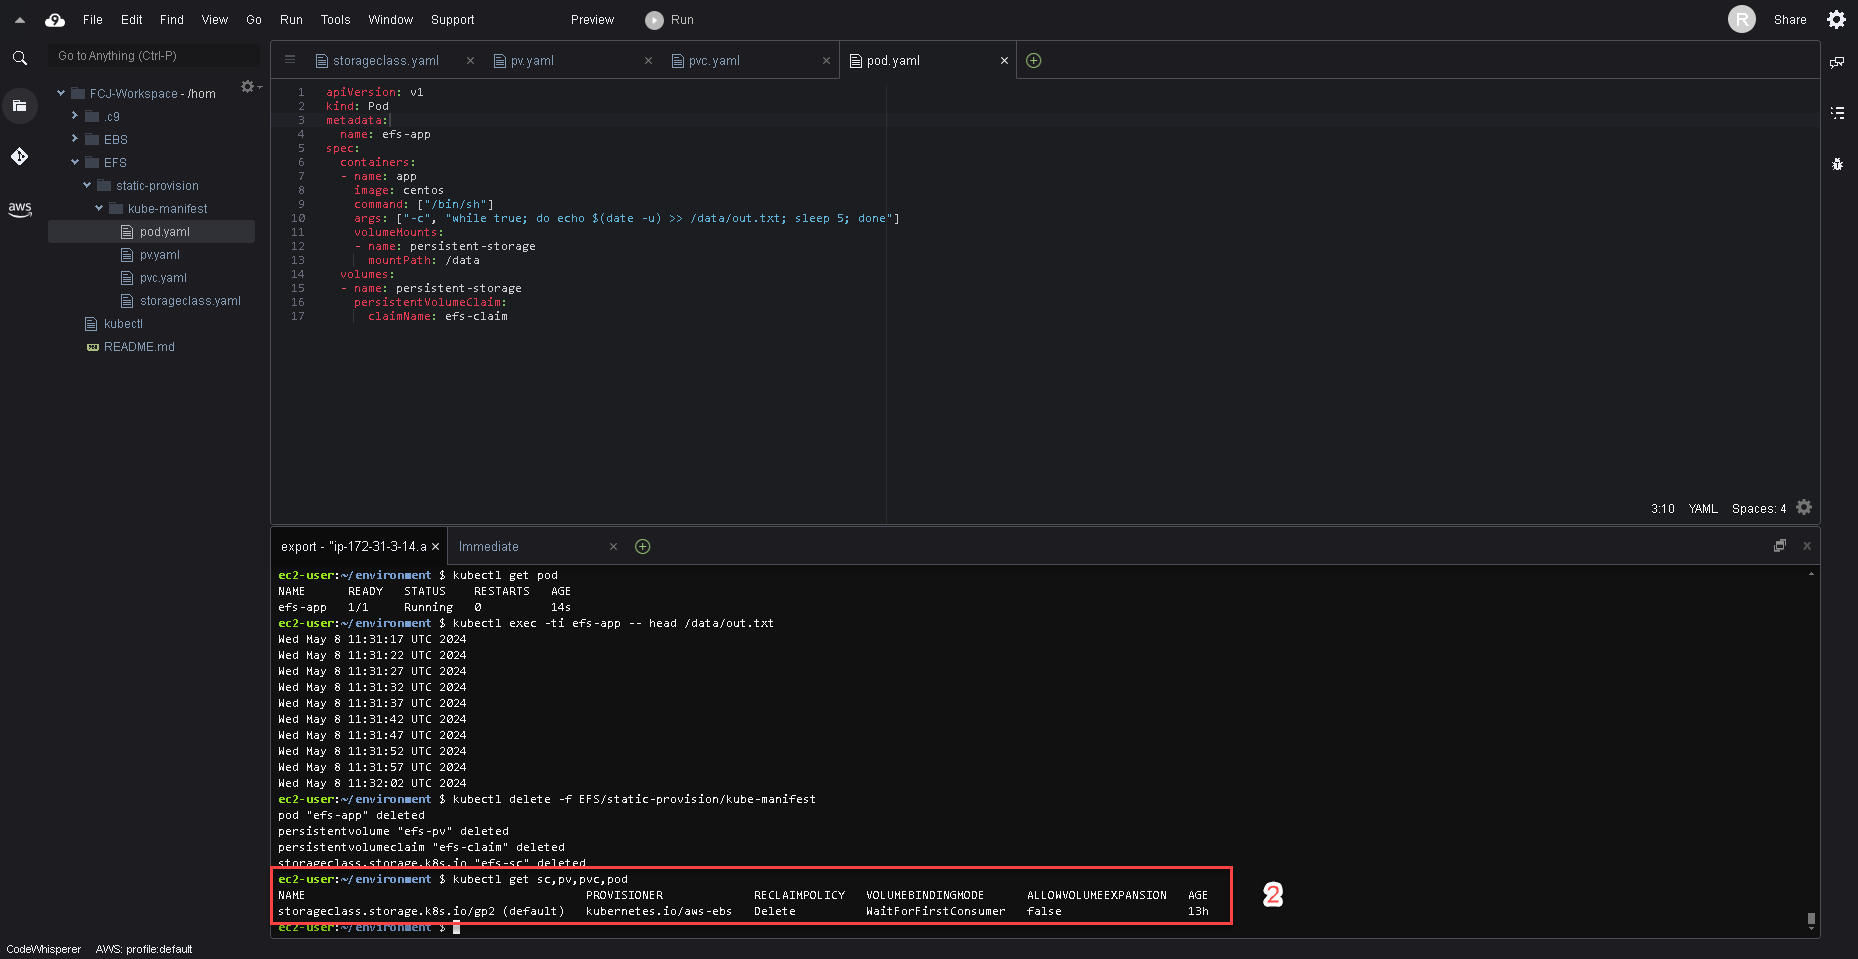 File Edit Find View Go Run Tools Window Support Preview Run R Share
Go to Anything (Ctrl-P)
FCJ-Workspace - /hom
.c9
EBS
EFS
static-provision
kube-manifest
pod.yaml
pv.yaml
pvc.yaml
storageclass.yaml
kubectl
README.md
aws
storageclass.yaml pv.yaml pvc.yaml pod.yaml
1 apiVersion: v1
2 kind: Pod
3 metadata:
4 name: efs-app
5 spec:
6 containers:
7 - name: app
8 image: centos
9 command: ["/bin/sh"]
10 args: ["-c", "while true; do echo $(date -u) >> /data/out.txt; sleep 5; done"]
11 volumeMounts:
12 - name: persistent-storage
13 mountPath: /data
14 volumes:
15 - name: persistent-storage
16 persistentVolumeClaim:
17 claimName: efs-claim
3:10 YAML Spaces: 4
export - "ip-172-31-3-14.a Immediate
ec2-user:~/environment $ kubectl get pod
NAME READY STATUS RESTARTS AGE
efs-app 1/1 Running 0 14s
ec2-user:~/environment $ kubectl exec -ti efs-app -- head /data/out.txt
Wed May 8 11:31:17 UTC 2024
Wed May 8 11:31:22 UTC 2024
Wed May 8 11:31:27 UTC 2024
Wed May 8 11:31:32 UTC 2024
Wed May 8 11:31:37 UTC 2024
Wed May 8 11:31:42 UTC 2024
Wed May 8 11:31:47 UTC 2024
Wed May 8 11:31:52 UTC 2024
Wed May 8 11:31:57 UTC 2024
Wed May 8 11:32:02 UTC 2024
ec2-user:~/environment $ kubectl delete -f EFS/static-provision/kube-manifest
pod "efs-app" deleted
persistentvolume "efs-pv" deleted
persistentvolumeclaim "efs-claim" deleted
storageclass.storage.k8s.io "efs-sc" deleted
ec2-user:~/environment $ kubectl get sc,pv,pvc,pod
NAME PROVISIONER RECLAIMPOLICY VOLUMEBINDINGMODE ALLOWVOLUMEEXPANSION AGE
storageclass.storage.k8s.io/gp2 (default) kubernetes.io/aws-ebs Delete WaitForFirstConsumer false 13h
2
ec2-user:~/environment $
CodeWhisperer AWS: profile:default